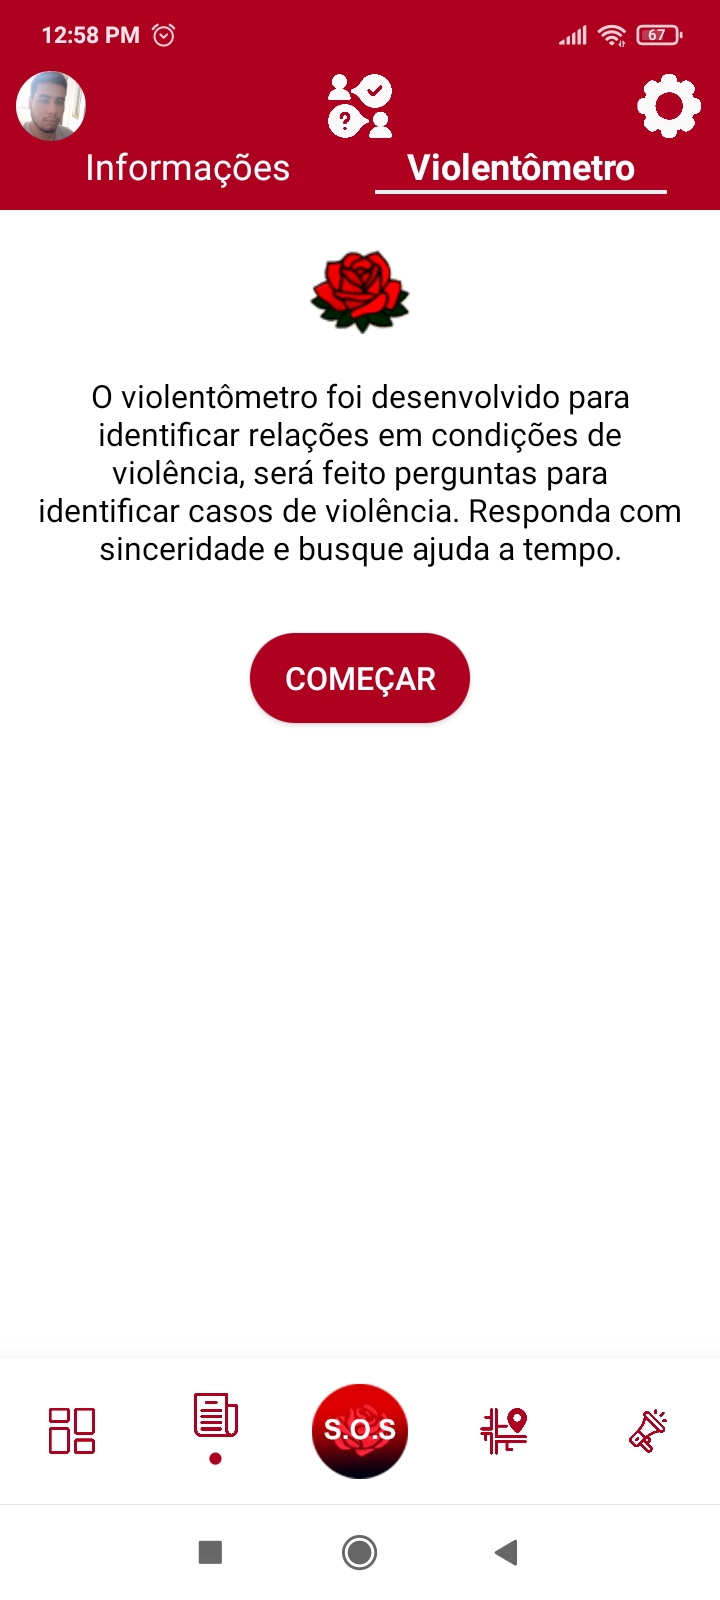 12:58 PM
67
Informações
Violentômetro
O violentômetro foi desenvolvido para
identificar relações em condições de
violência, será feito perguntas para
identificar casos de violência. Responda com
sinceridade e busque ajuda a tempo.
COMEÇAR
S.O.S